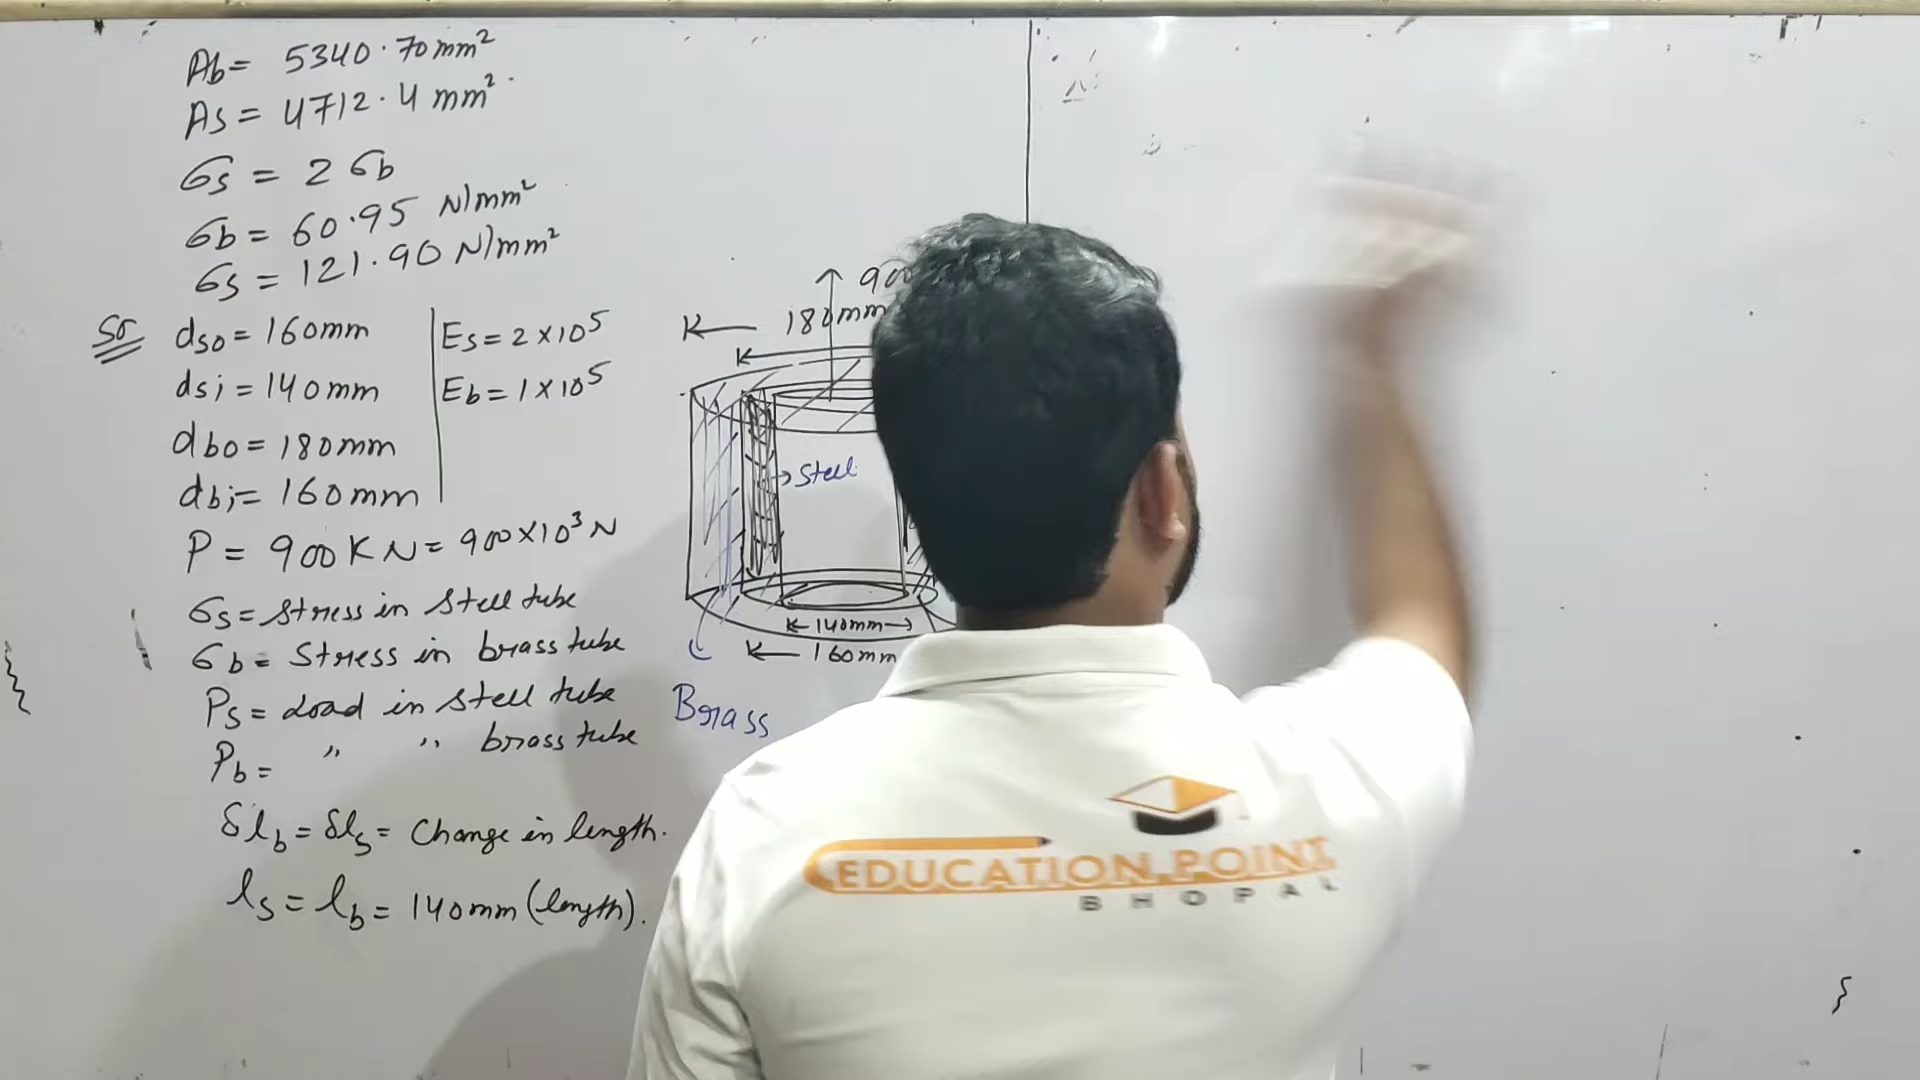 Ab = 5340.70 mm²
As = 4712.4 mm².
σs = 2 σb
σb = 60.95 N/mm²
σs = 121.90 N/mm²
So
dso = 160mm
dsi = 140mm
dbo = 180mm
dbi = 160mm
Es = 2 × 10⁵
Eb = 1 × 10⁵
P = 900 KN = 900×10³ N
σs = Stress in Steel tube
σb = Stress in brass tube
Ps = Load in Steel tube
Pb = " " brass tube
δlb = δls = Change in length.
ls = lb = 140mm (length).
900
180mm
Steel
140mm
160mm
Brass
EDUCATION POINT
BHOPAL